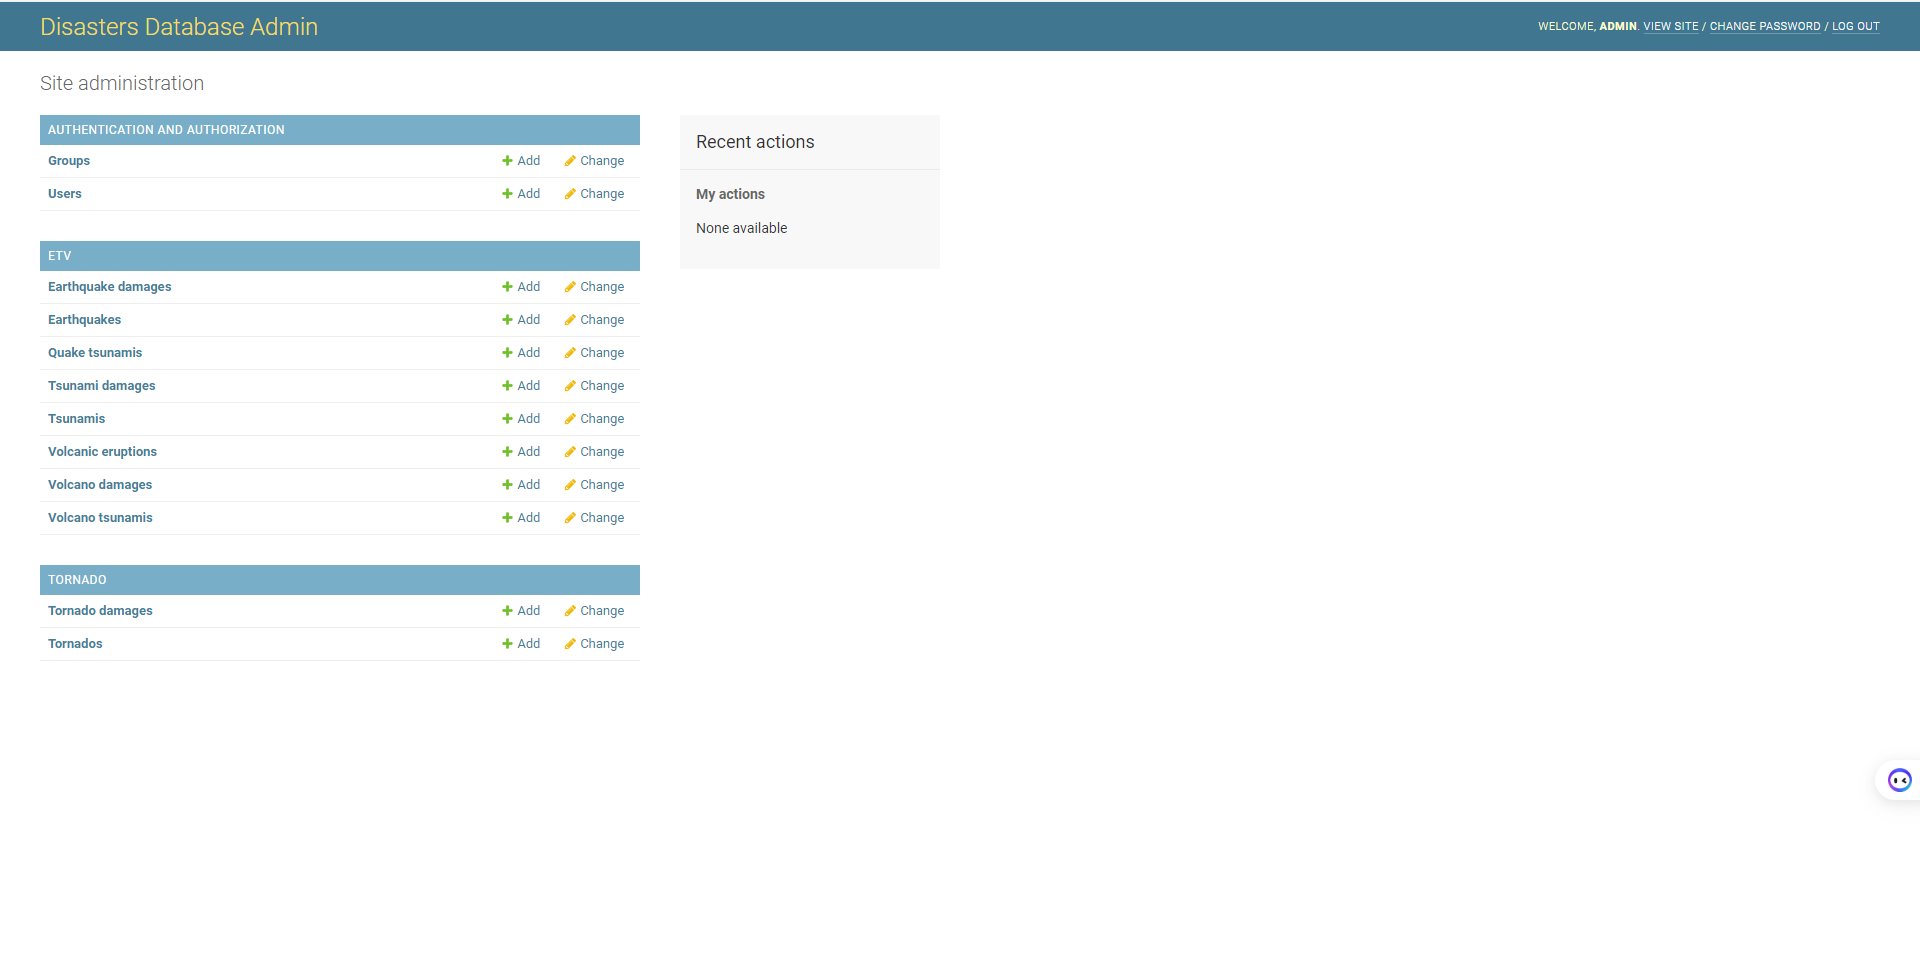 Disasters Database Admin
WELCOME, ADMIN. VIEW SITE / CHANGE PASSWORD / LOG OUT
Site administration
AUTHENTICATION AND AUTHORIZATION
Groups Add Change
Users Add Change
ETV
Earthquake damages Add Change
Earthquakes Add Change
Quake tsunamis Add Change
Tsunami damages Add Change
Tsunamis Add Change
Volcanic eruptions Add Change
Volcano damages Add Change
Volcano tsunamis Add Change
TORNADO
Tornado damages Add Change
Tornados Add Change
Recent actions
My actions
None available